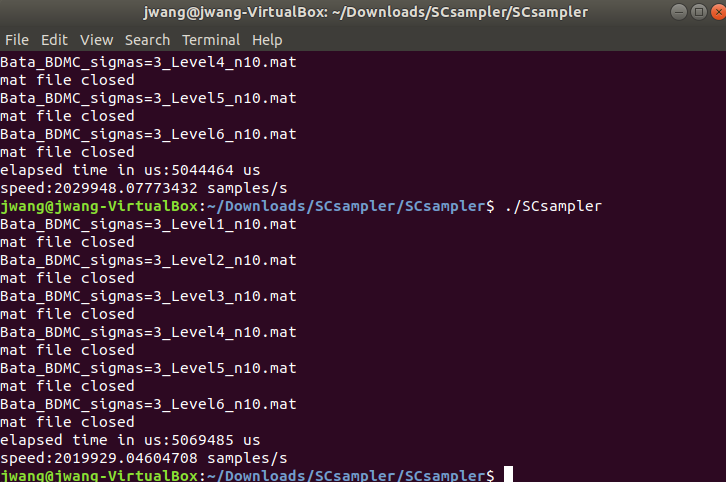 jwang@jwang-VirtualBox: ~/Downloads/SCsampler/SCsampler
File Edit View Search Terminal Help
Bata_BDMC_sigmas=3_Level4_n10.mat
mat file closed
Bata_BDMC_sigmas=3_Level5_n10.mat
mat file closed
Bata_BDMC_sigmas=3_Level6_n10.mat
mat file closed
elapsed time in us:5044464 us
speed:2029948.07773432 samples/s
jwang@jwang-VirtualBox:~/Downloads/SCsampler/SCsampler$ ./SCsampler
Bata_BDMC_sigmas=3_Level1_n10.mat
mat file closed
Bata_BDMC_sigmas=3_Level2_n10.mat
mat file closed
Bata_BDMC_sigmas=3_Level3_n10.mat
mat file closed
Bata_BDMC_sigmas=3_Level4_n10.mat
mat file closed
Bata_BDMC_sigmas=3_Level5_n10.mat
mat file closed
Bata_BDMC_sigmas=3_Level6_n10.mat
mat file closed
elapsed time in us:5069485 us
speed:2019929.04604708 samples/s
jwang@jwang-VirtualBox:~/Downloads/SCsampler/SCsampler$